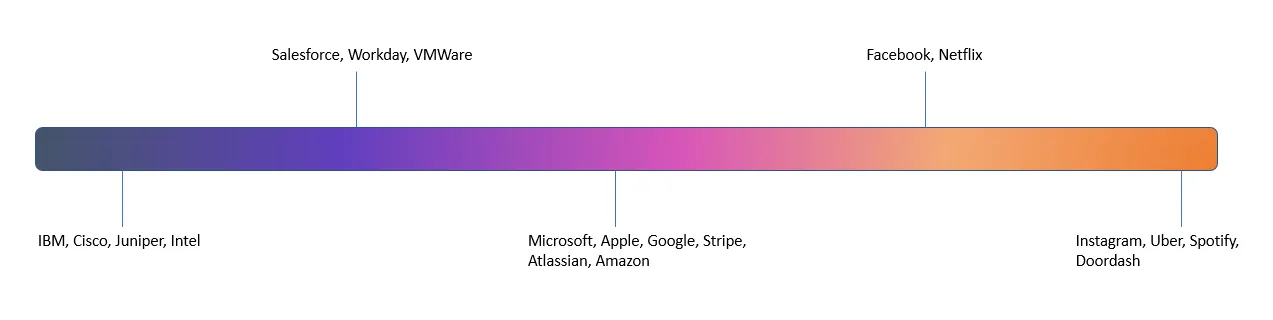 Salesforce, Workday, VMWare
Facebook, Netflix
IBM, Cisco, Juniper, Intel
Microsoft, Apple, Google, Stripe,
Atlassian, Amazon
Instagram, Uber, Spotify,
Doordash